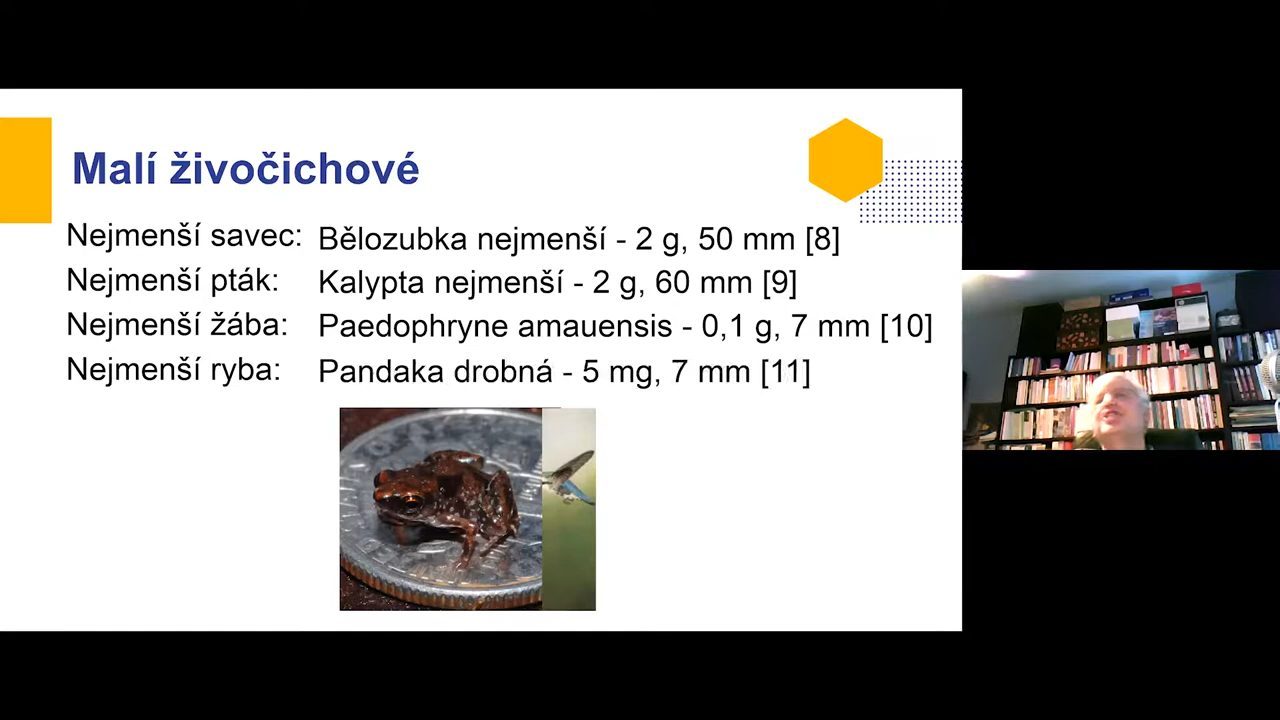 Malí živočichové
Nejmenší savec: Bělozubka nejmenší - 2 g, 50 mm [8]
Nejmenší pták: Kalypta nejmenší - 2 g, 60 mm [9]
Nejmenší žába: Paedophryne amauensis - 0,1 g, 7 mm [10]
Nejmenší ryba: Pandaka drobná - 5 mg, 7 mm [11]